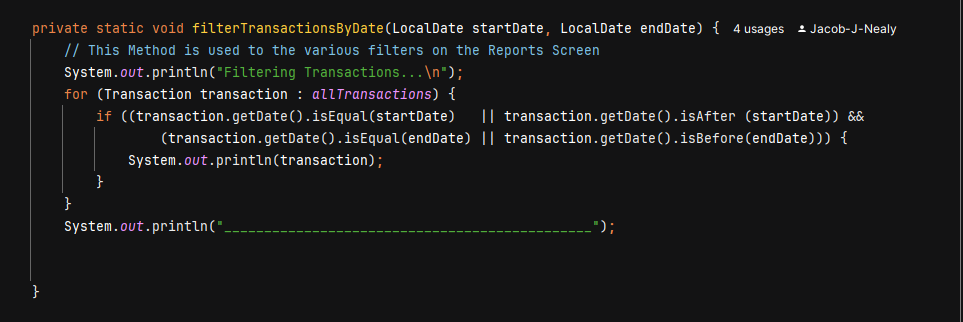 private static void filterTransactionsByDate(LocalDate startDate, LocalDate endDate) { 4 usages Jacob-J-Nealy
    // This Method is used to the various filters on the Reports Screen
    System.out.println("Filtering Transactions...\n");
    for (Transaction transaction : allTransactions) {
        if ((transaction.getDate().isEqual(startDate)   || transaction.getDate().isAfter (startDate)) &&
                (transaction.getDate().isEqual(endDate) || transaction.getDate().isBefore(endDate))) {
            System.out.println(transaction);
        }
    }
    System.out.println("______________________________________________");
}